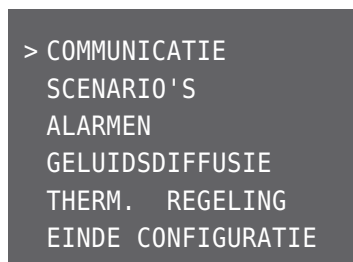 > COMMUNICATIE
SCENARIO'S
ALARMEN
GELUIDSDIFFUSIE
THERM.  REGELING
EINDE CONFIGURATIE